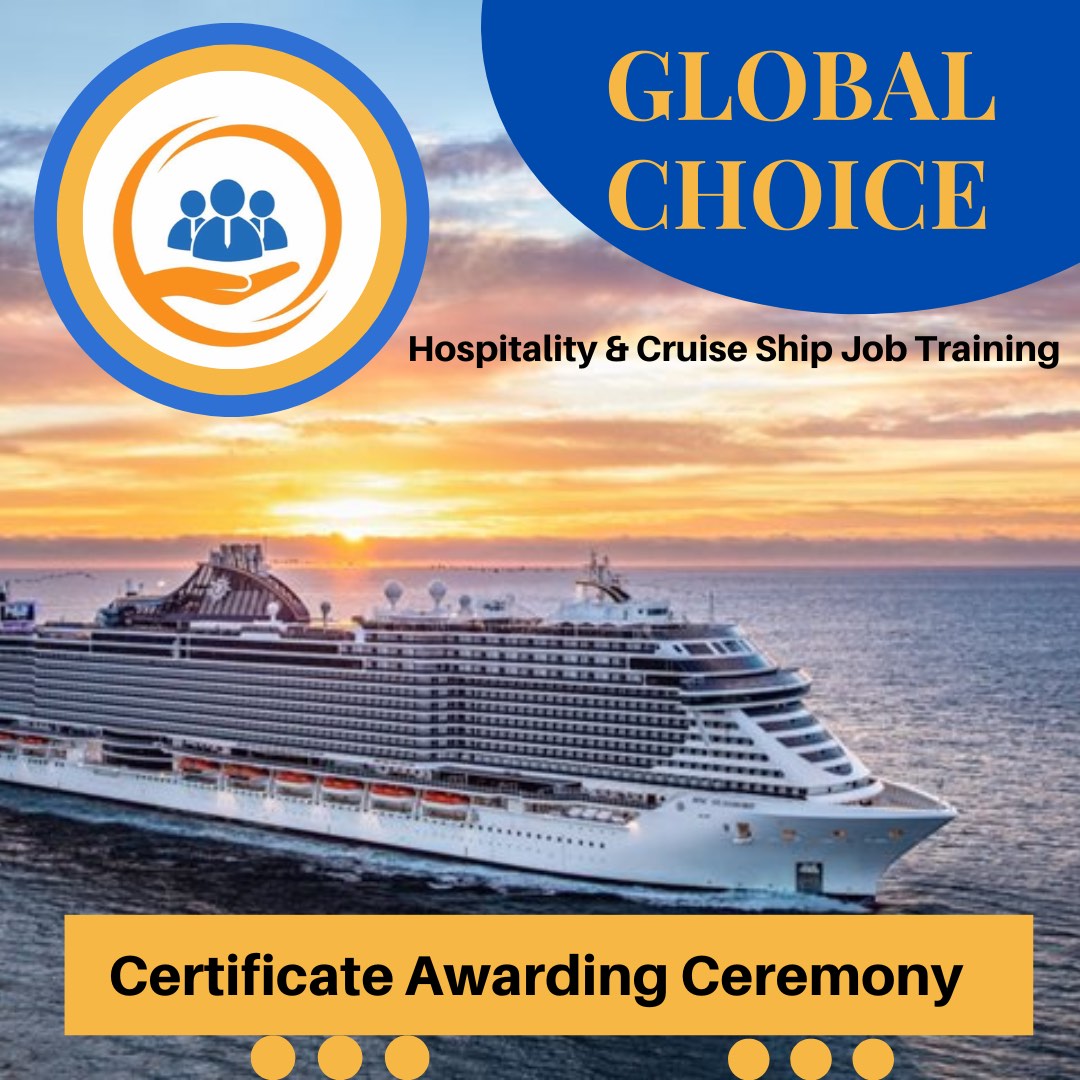 GLOBAL
CHOICE
Hospitality & Cruise Ship Job Training
Certificate Awarding Ceremony